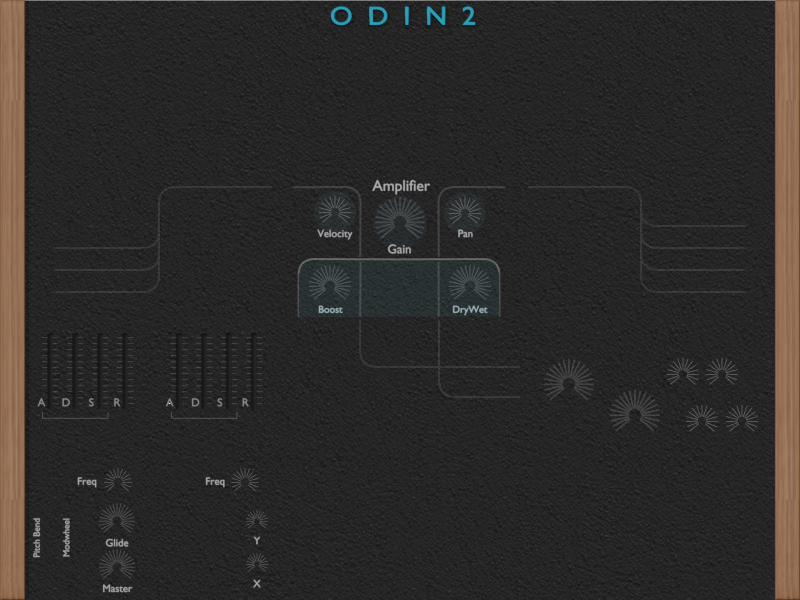 ODIN2
Amplifier
Velocity
Pan
Gain
Boost
DryWet
A D S R
A D S R
Freq
Freq
Pitch Bend
Modwheel
Glide
Y
X
Master